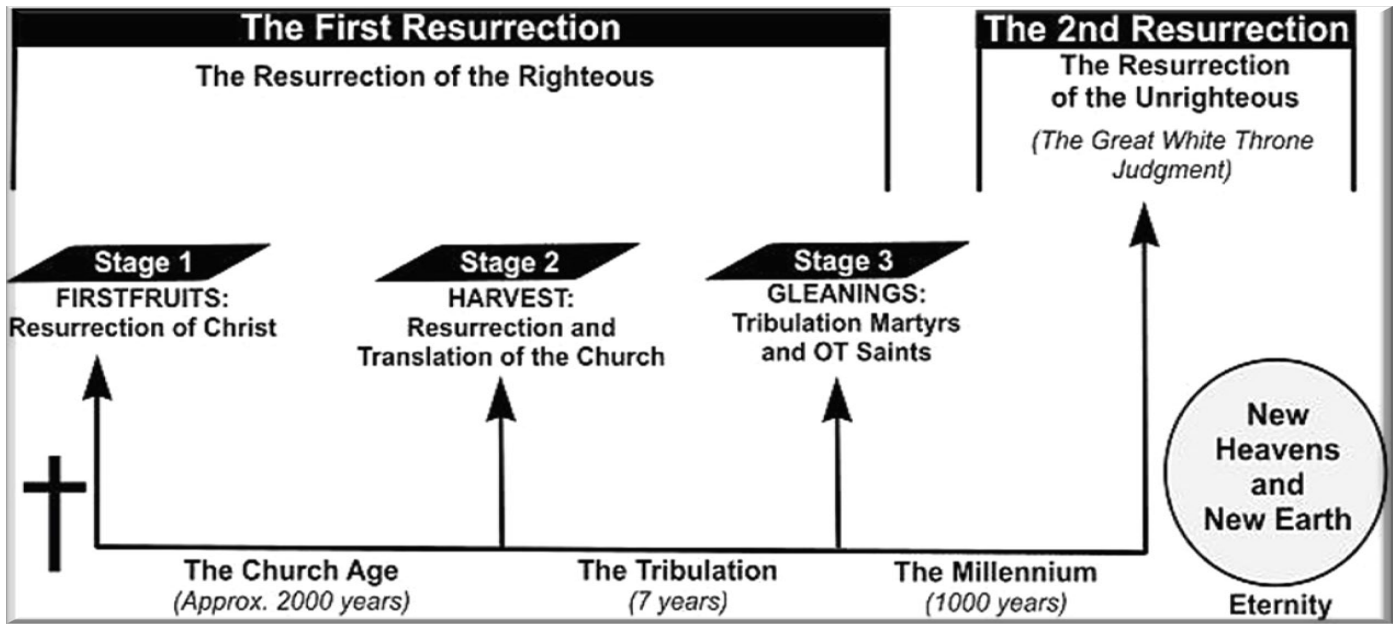 The First Resurrection
The Resurrection of the Righteous
The 2nd Resurrection
The Resurrection
of the Unrighteous
(The Great White Throne
Judgment)
Stage 1
FIRSTFRUITS:
Resurrection of Christ
Stage 2
HARVEST:
Resurrection and
Translation of the Church
Stage 3
GLEANINGS:
Tribulation Martyrs
and OT Saints
The Church Age
(Approx. 2000 years)
The Tribulation
(7 years)
The Millennium
(1000 years)
New
Heavens
and
New Earth
Eternity